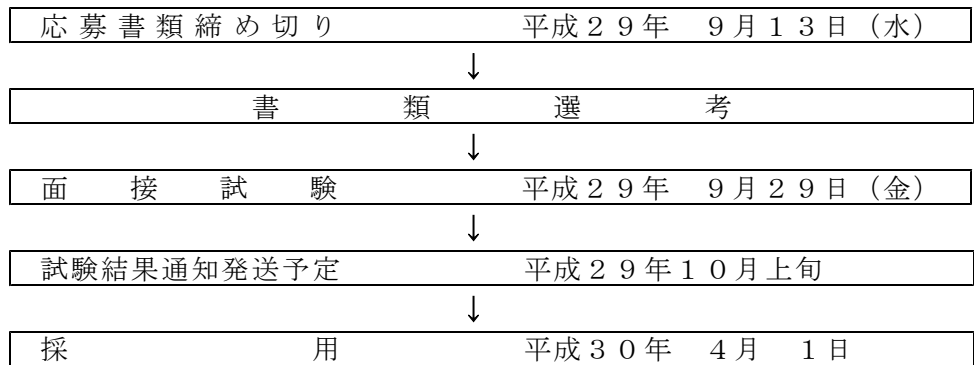 応募書類締め切り　平成２９年　９月１３日（水）
↓
書類選考
↓
面接試験　平成２９年　９月２９日（金）
↓
試験結果通知発送予定　平成２９年１０月上旬
↓
採用　平成３０年　４月　１日